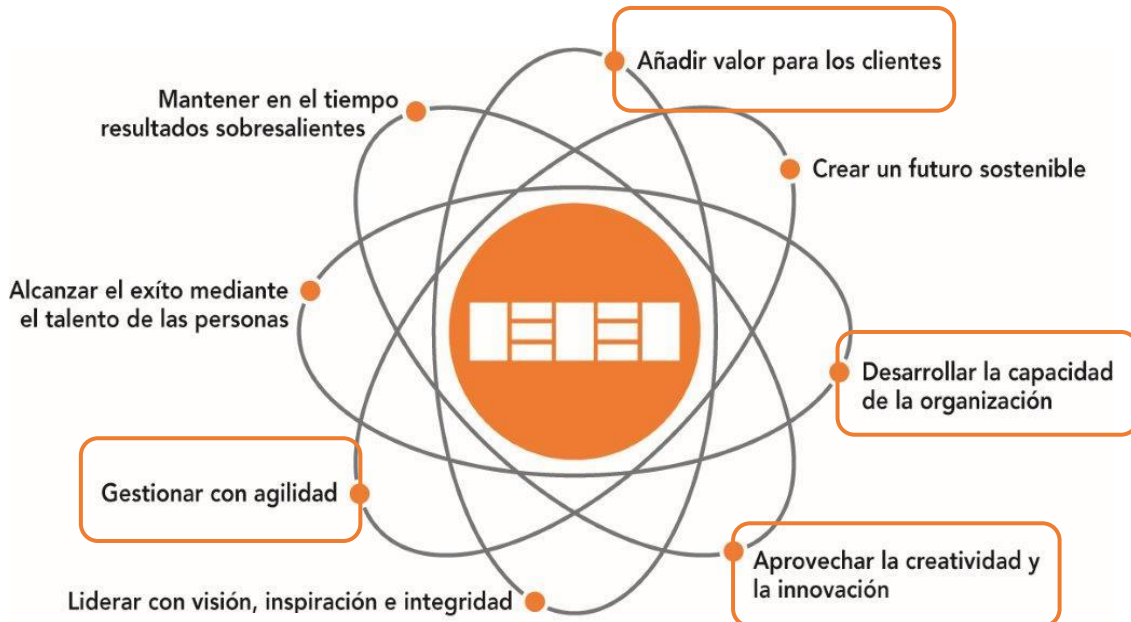 Añadir valor para los clientes
Crear un futuro sostenible
Desarrollar la capacidad
de la organización
Aprovechar la creatividad y
la innovación
Liderar con visión, inspiración e integridad
Gestionar con agilidad
Alcanzar el exíto mediante
el talento de las personas
Mantener en el tiempo
resultados sobresalientes